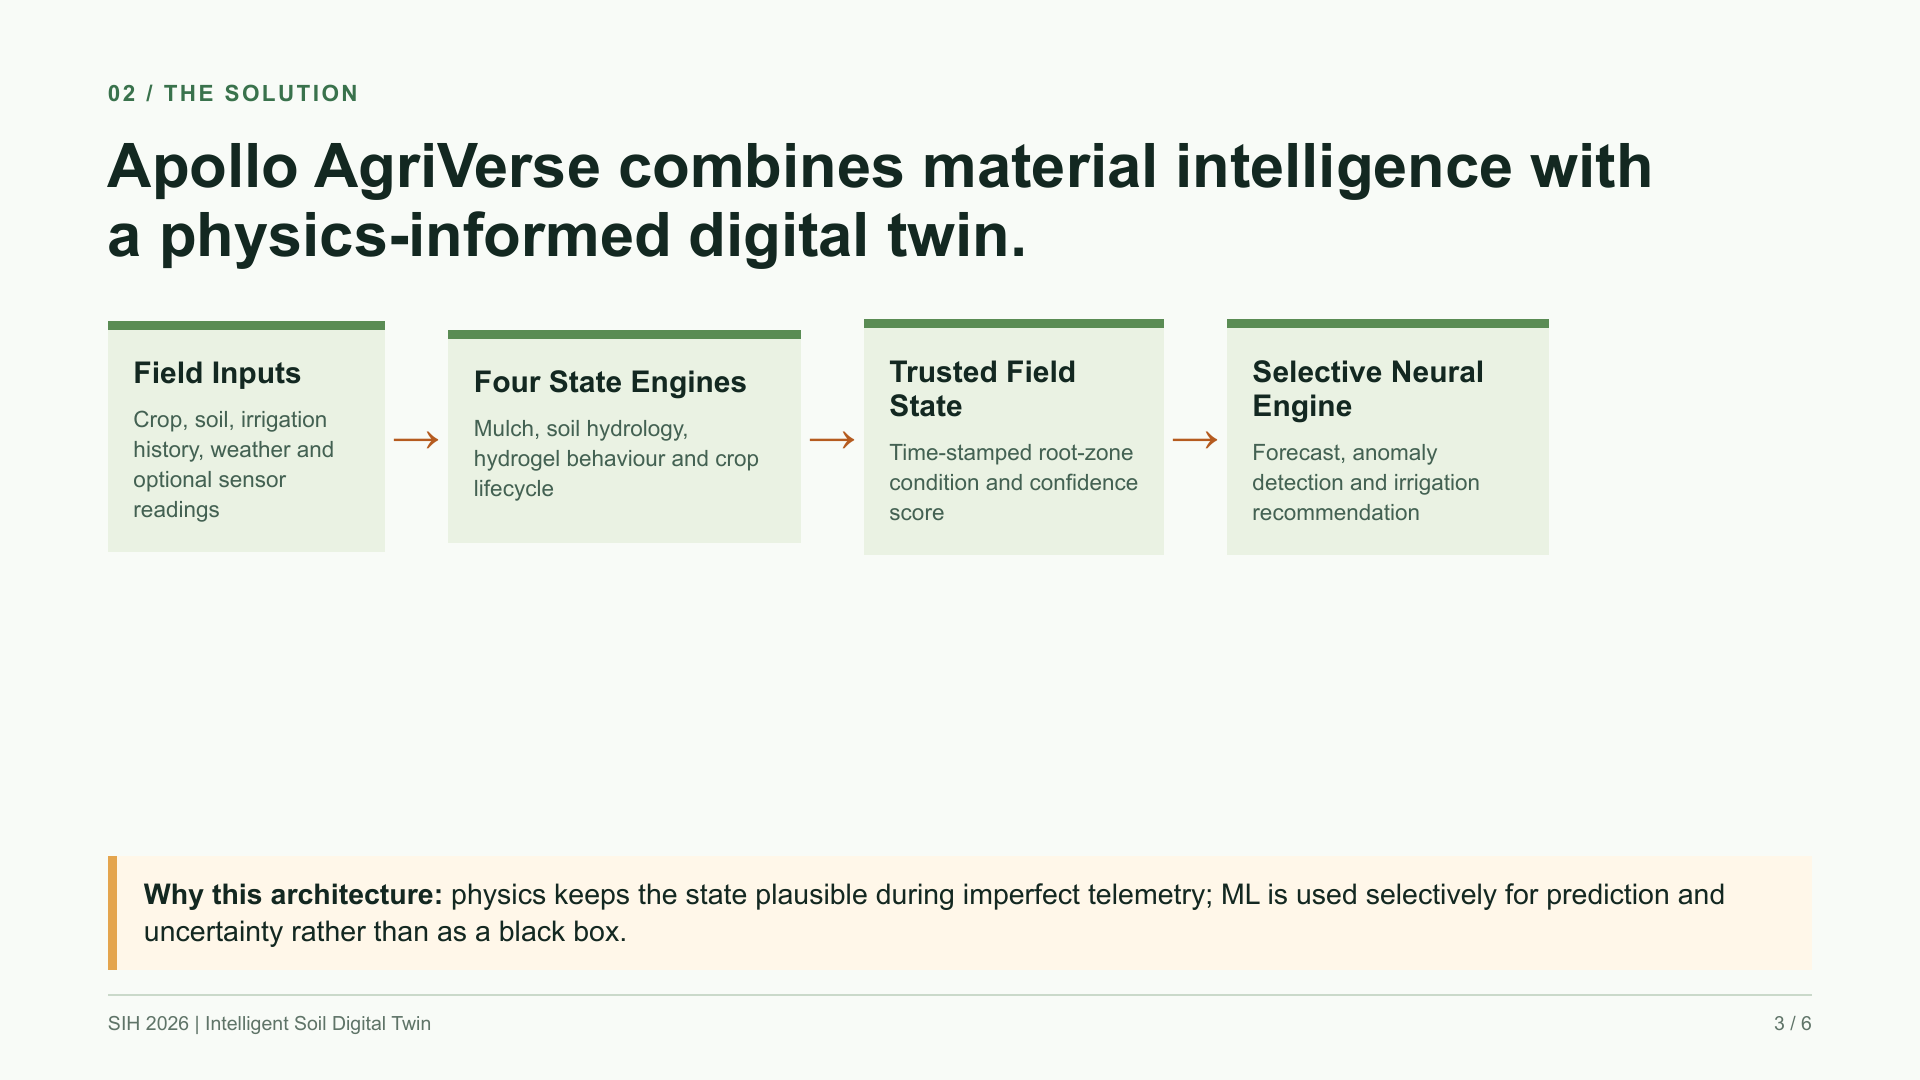 02 / THE SOLUTION
Apollo AgriVerse combines material intelligence with
a physics-informed digital twin.
Field Inputs
Crop, soil, irrigation
history, weather and
optional sensor
readings
→
Four State Engines
Mulch, soil hydrology,
hydrogel behaviour and crop
lifecycle
→
Trusted Field
State
Time-stamped root-zone
condition and confidence
score
→
Selective Neural
Engine
Forecast, anomaly
detection and irrigation
recommendation
Why this architecture: physics keeps the state plausible during imperfect telemetry; ML is used selectively for prediction and
uncertainty rather than as a black box.
SIH 2026 | Intelligent Soil Digital Twin
3 / 6